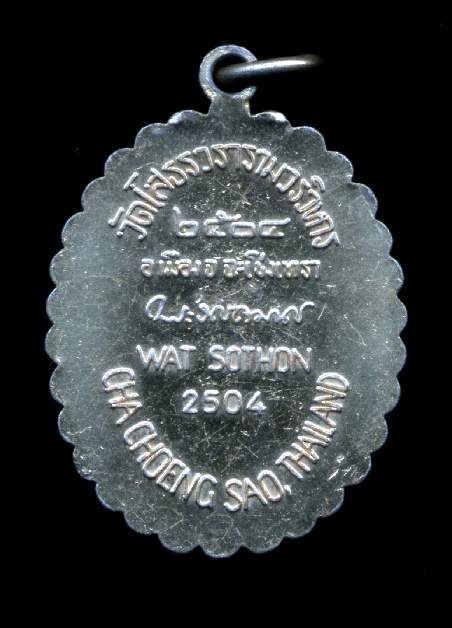 วัดโสธรวรารามวรวิหาร
๒๕๐๔
อ.เมือง จ.ฉะเชิงเทรา
WAT SOTHON
2504
CHA CHOENG SAO, THAILAND